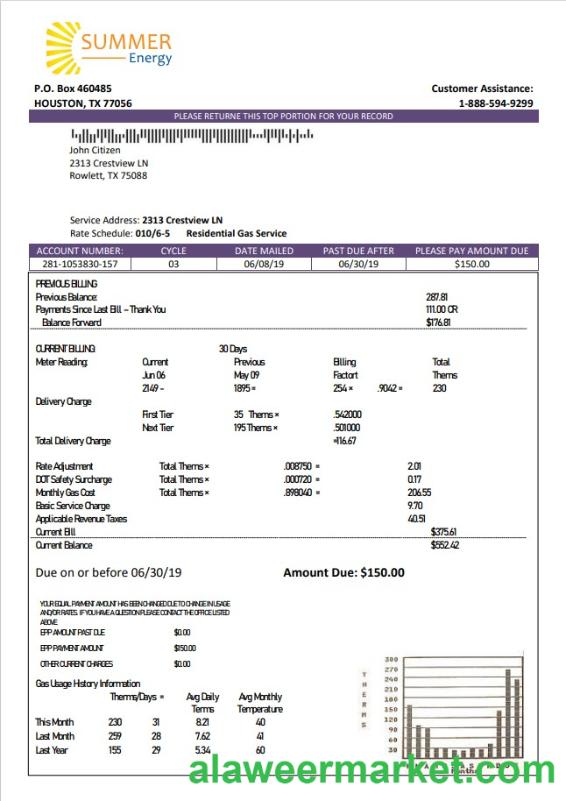 SUMMER
Energy
P.O. Box 460485
HOUSTON, TX 77056
Customer Assistance:
1-888-594-9299
PLEASE RETURNE THIS TOP PORTION FOR YOUR RECORD
John Citizen
2313 Crestview LN
Rowlett, TX 75088
Service Address: 2313 Crestview LN
Rate Schedule: 010/6-5 Residential Gas Service
ACCOUNT NUMBER: CYCLE DATE MAILED PAST DUE AFTER PLEASE PAY AMOUNT DUE
281-1053830-157 03 06/08/19 06/30/19 $150.00
PREVIOUS BILLING
Previous Balance: 287.81
Payments Since Last Bill – Thank You 111.00 CR
Balance Forward $176.81
CURRENT BILLING 30 Days
Meter Reading: Current Previous Billing Total
Jun 06 May 09 Factort Therms
2149 – 1895 = 254 × .9042 = 230
Delivery Charge
First Tier 35 Therms × .542000
Next Tier 195 Therms × .501000
Total Delivery Charge =116.67
Rate Adjustment Total Therms × .008750 = 2.01
DOT Safety Surcharge Total Therms × .000720 = 0.17
Monthly Gas Cost Total Therms × .898040 = 206.55
Basic Service Charge 9.70
Applicable Revenue Taxes 40.51
Current Bill $375.61
Current Balance $552.42
Due on or before 06/30/19 Amount Due: $150.00
YOUR EQUAL PAYMENT AMOUNT HAS BEEN CHANGED DUE TO CHANGE IN USAGE
AND/OR RATES. IF YOU HAVE A QUESTION PLEASE CONTACT THE OFFICE LISTED
ABOVE
EPP AMOUNT PAST DUE $0.00
EPP PAYMENT AMOUNT $150.00
OTHER CURRENT CHARGES $0.00
Gas Usage History Information
Therms/Days = Avg Daily Avg Monthly
Terms Temperature
This Month 230 31 8.21 40
Last Month 259 28 7.62 41
Last Year 155 29 5.34 60
THERMS
300
270
240
210
180
150
120
90
60
30
Months
alaweermarket.com